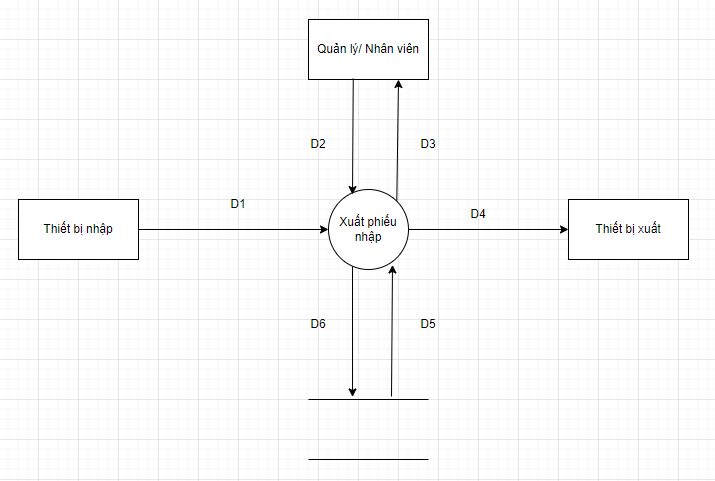 Quản lý/ Nhân viên
D2
D3
D1
D4
Thiết bị nhập
Xuất phiếu
nhập
Thiết bị xuất
D6
D5